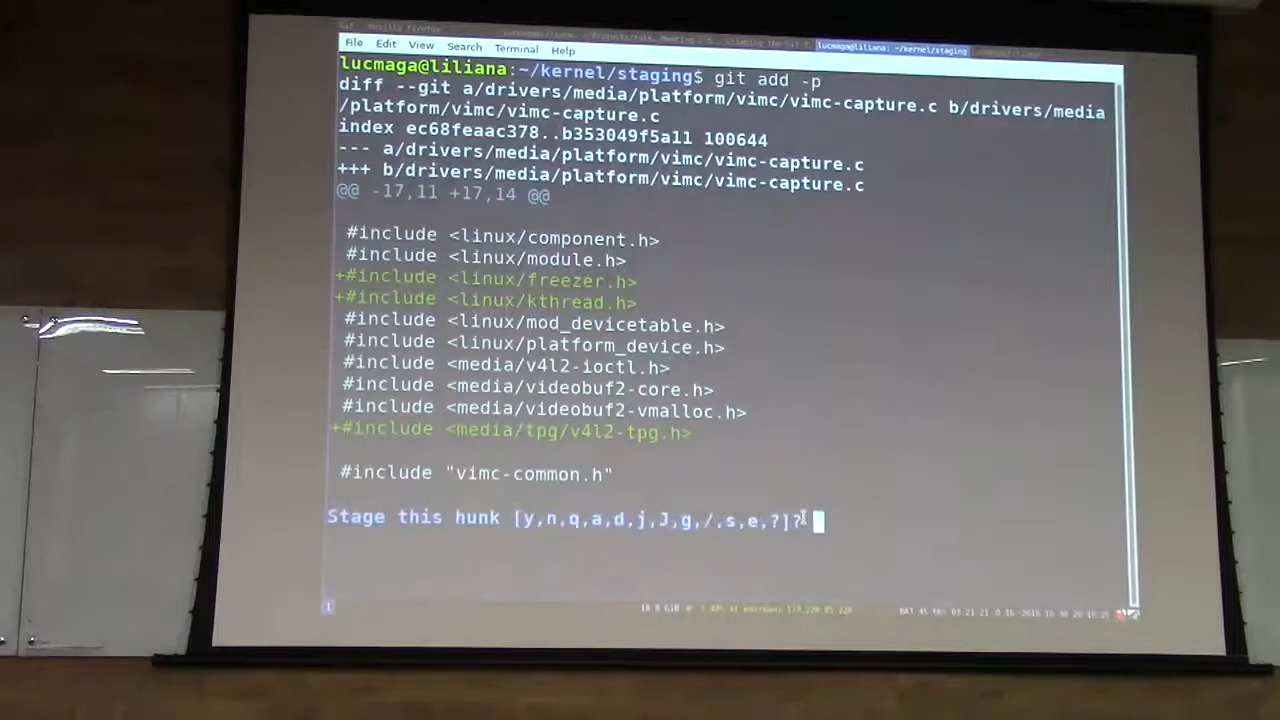 lucmaga@liliana: ~/kernel/staging
File Edit View Search Terminal Help
lucmaga@liliana:~/kernel/staging$ git add -p
diff --git a/drivers/media/platform/vimc/vimc-capture.c b/drivers/media
/platform/vimc/vimc-capture.c
index ec68feaac378..b353049f5a11 100644
--- a/drivers/media/platform/vimc/vimc-capture.c
+++ b/drivers/media/platform/vimc/vimc-capture.c
@@ -17,11 +17,14 @@
#include <linux/component.h>
#include <linux/module.h>
+#include <linux/freezer.h>
+#include <linux/kthread.h>
#include <linux/mod_devicetable.h>
#include <linux/platform_device.h>
#include <media/v4l2-ioctl.h>
#include <media/videobuf2-core.h>
#include <media/videobuf2-vmalloc.h>
+#include <media/tpg/v4l2-tpg.h>
#include "vimc-common.h"
Stage this hunk [y,n,q,a,d,j,J,g,/,s,e,?]?